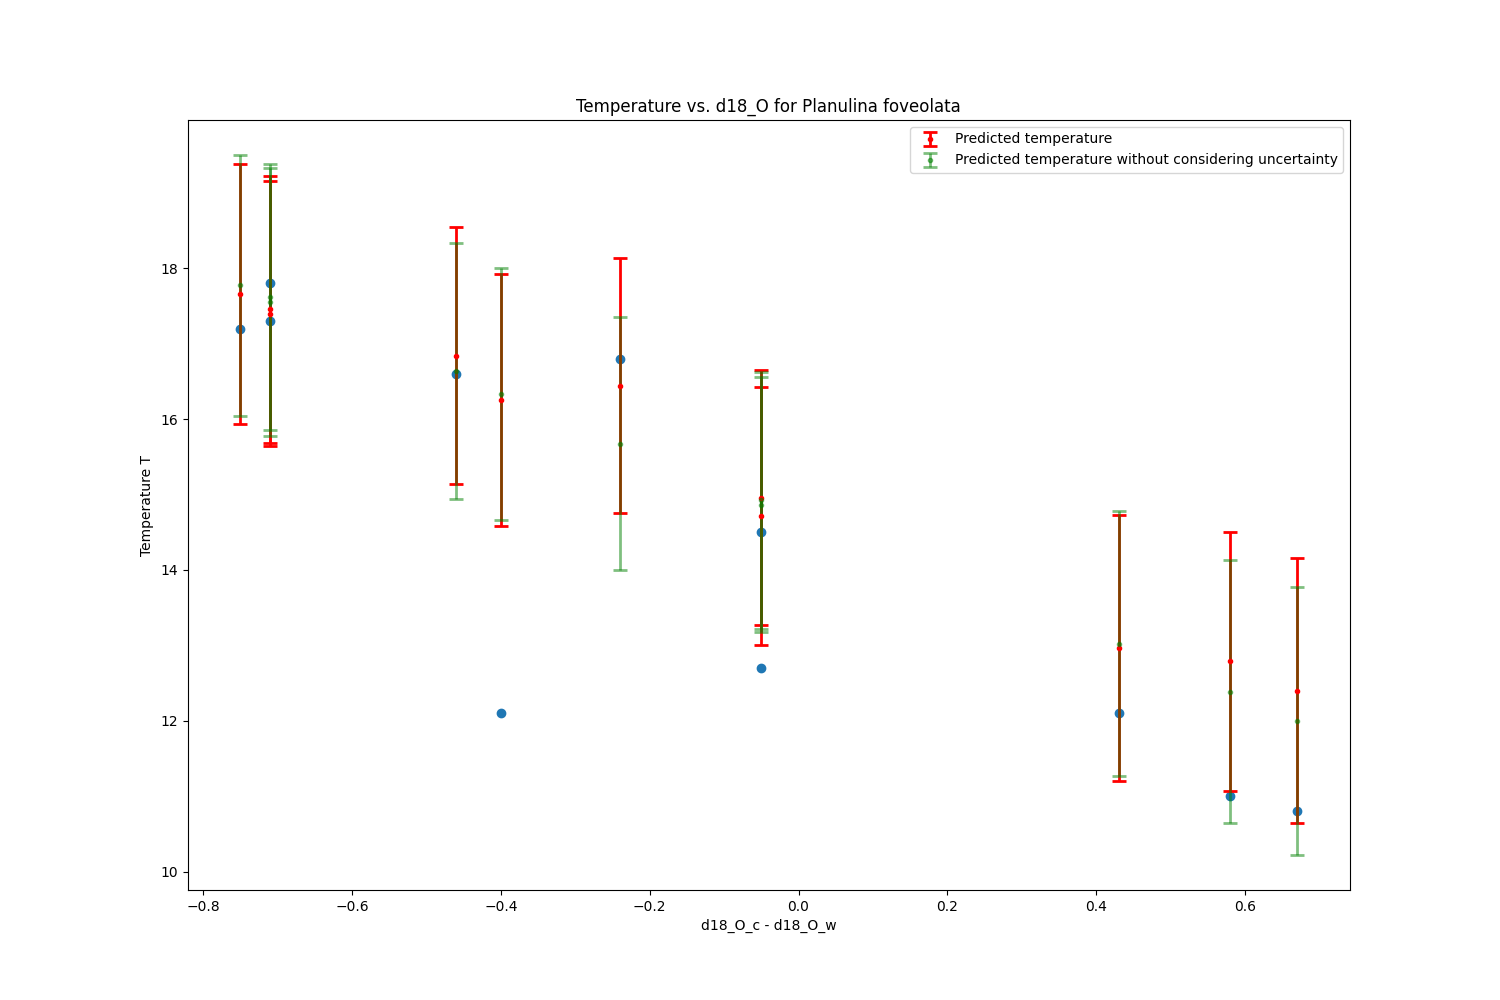 Temperature vs. d18_O for Planulina foveolata
Predicted temperature
Predicted temperature without considering uncertainty
Temperature T
18
16
14
12
10
−0.8 −0.6 −0.4 −0.2 0.0 0.2 0.4 0.6
d18_O_c - d18_O_w